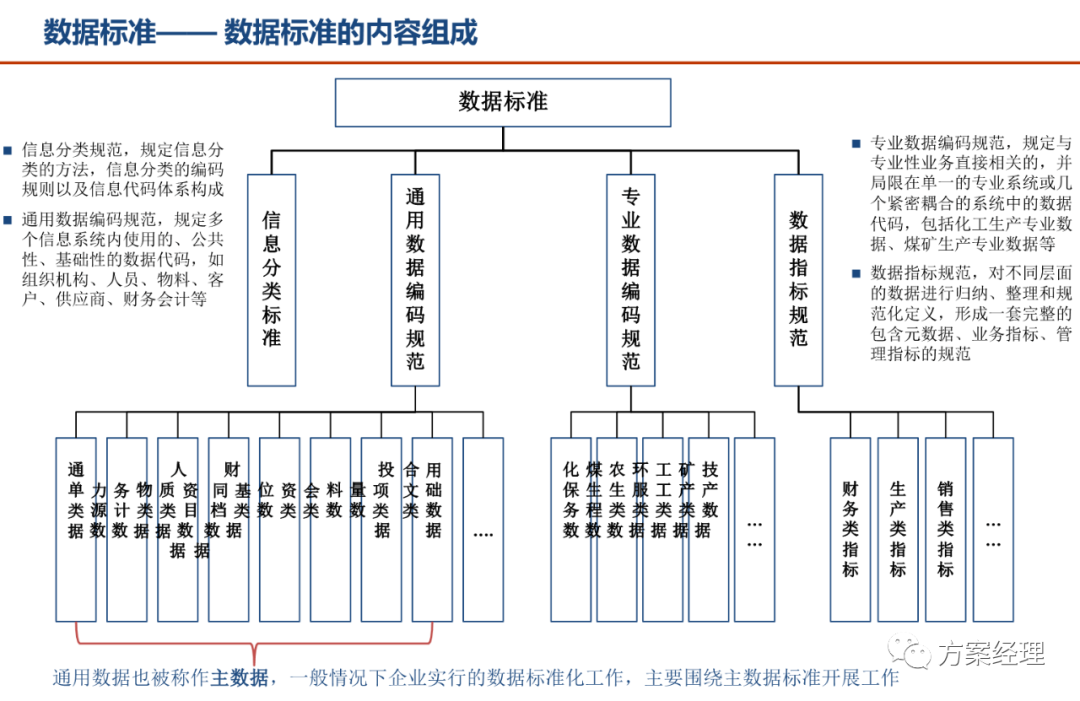 数据标准—— 数据标准的内容组成
数据标准
■ 信息分类规范，规定信息分
类的方法，信息分类的编码
规则以及信息代码体系构成
■ 通用数据编码规范，规定多
个信息系统内使用的、公共
性、基础性的数据代码，如
组织机构、人员、物料、客
户、供应商、财务会计等
信息分类标准
通用数据编码规范
专业数据编码规范
数据指标规范
■ 专业数据编码规范，规定与
专业性业务直接相关的，并
局限在单一的专业系统或几
个紧密耦合的系统中的数据
代码，包括化工生产专业数
据、煤矿生产专业数据等
■ 数据指标规范，对不同层面
的数据进行归纳、整理和规
范化定义，形成一套完整的
包含元数据、业务指标、管
理指标的规范
通单类据
力源数
务计数
物类据
人质类据
资目数据
财同档数据
基类据
位数
资类
会类
料数
量数
投项类据
合文类
用础数据
....
化保务数
煤生程数
农生类数
环服类据
工工类据
矿产类据
技产数据
......
财务类指标
生产类指标
销售类指标
......
通用数据也被称作主数据，一般情况下企业实行的数据标准化工作，主要围绕主数据标准开展工作
方案经理